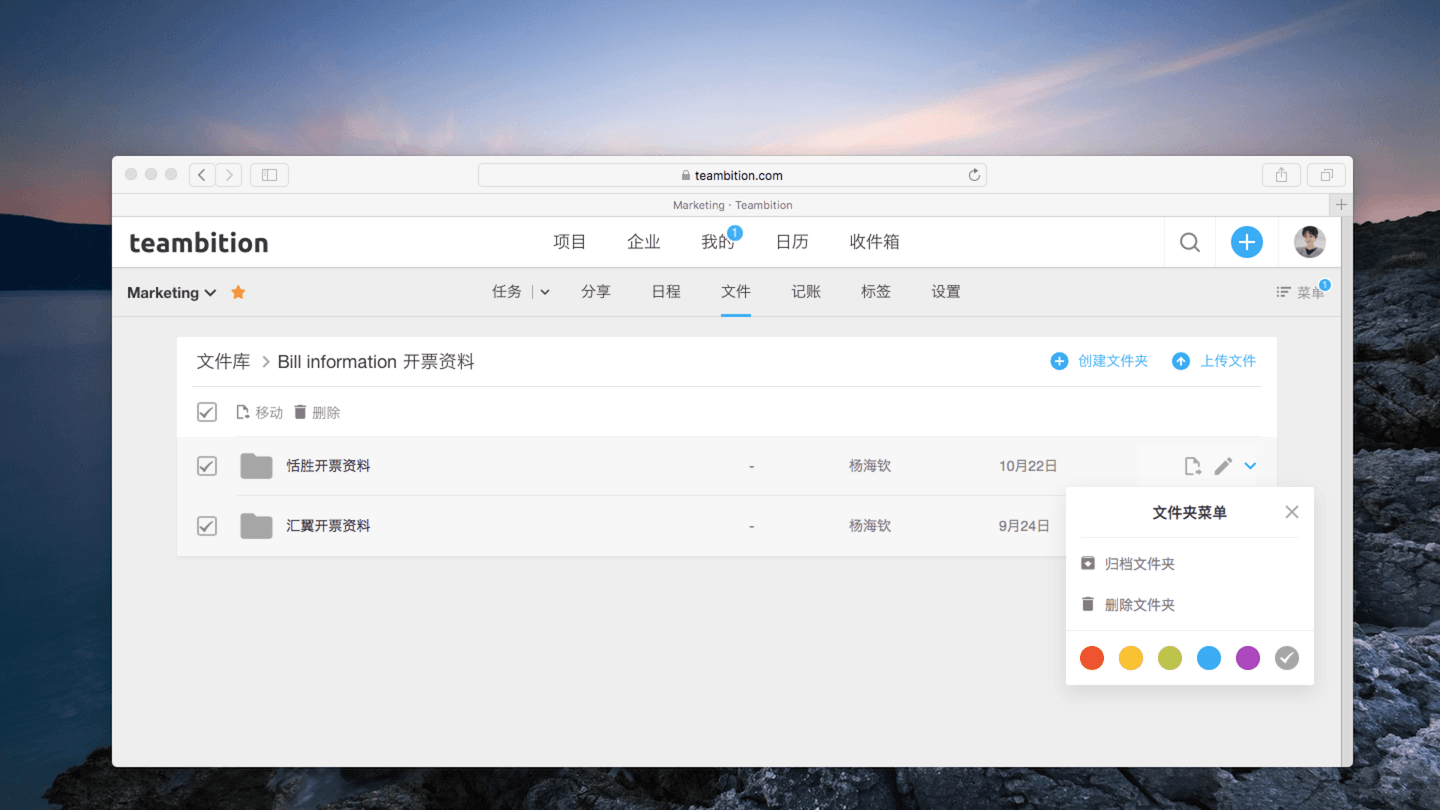 teambition.com
Marketing · Teambition
teambition 项目 企业 我的 1 日历 收件箱
Marketing 任务 分享 日程 文件 记账 标签 设置 菜单 1
文件库 > Bill information 开票资料 创建文件夹 上传文件
移动 删除
恬胜开票资料 - 杨海钦 10月22日
汇翼开票资料 - 杨海钦 9月24日
文件夹菜单
归档文件夹
删除文件夹